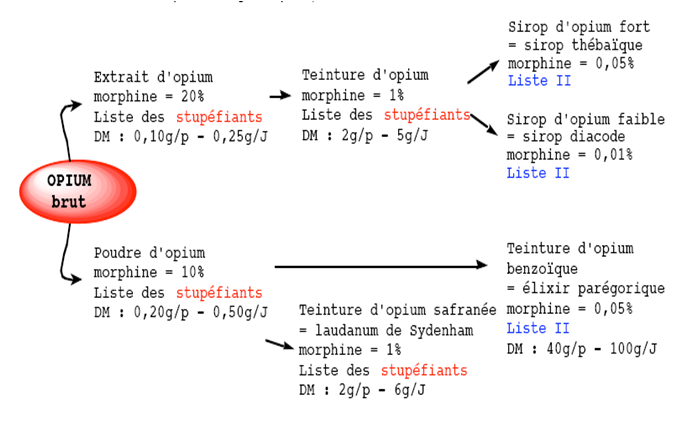 OPIUM
brut
Extrait d'opium
morphine = 20%
Liste des stupéfiants
DM : 0,10g/p - 0,25g/J
Teinture d'opium
morphine = 1%
Liste des stupéfiants
DM : 2g/p - 5g/J
Sirop d'opium fort
= sirop thébaïque
morphine = 0,05%
Liste II
Sirop d'opium faible
= sirop diacode
morphine = 0,01%
Liste II
Poudre d'opium
morphine = 10%
Liste des stupéfiants
DM : 0,20g/p - 0,50g/J
Teinture d'opium safranée
= laudanum de Sydenham
morphine = 1%
Liste des stupéfiants
DM : 2g/p - 6g/J
Teinture d'opium
benzoïque
= élixir parégorique
morphine = 0,05%
Liste II
DM : 40g/p - 100g/J